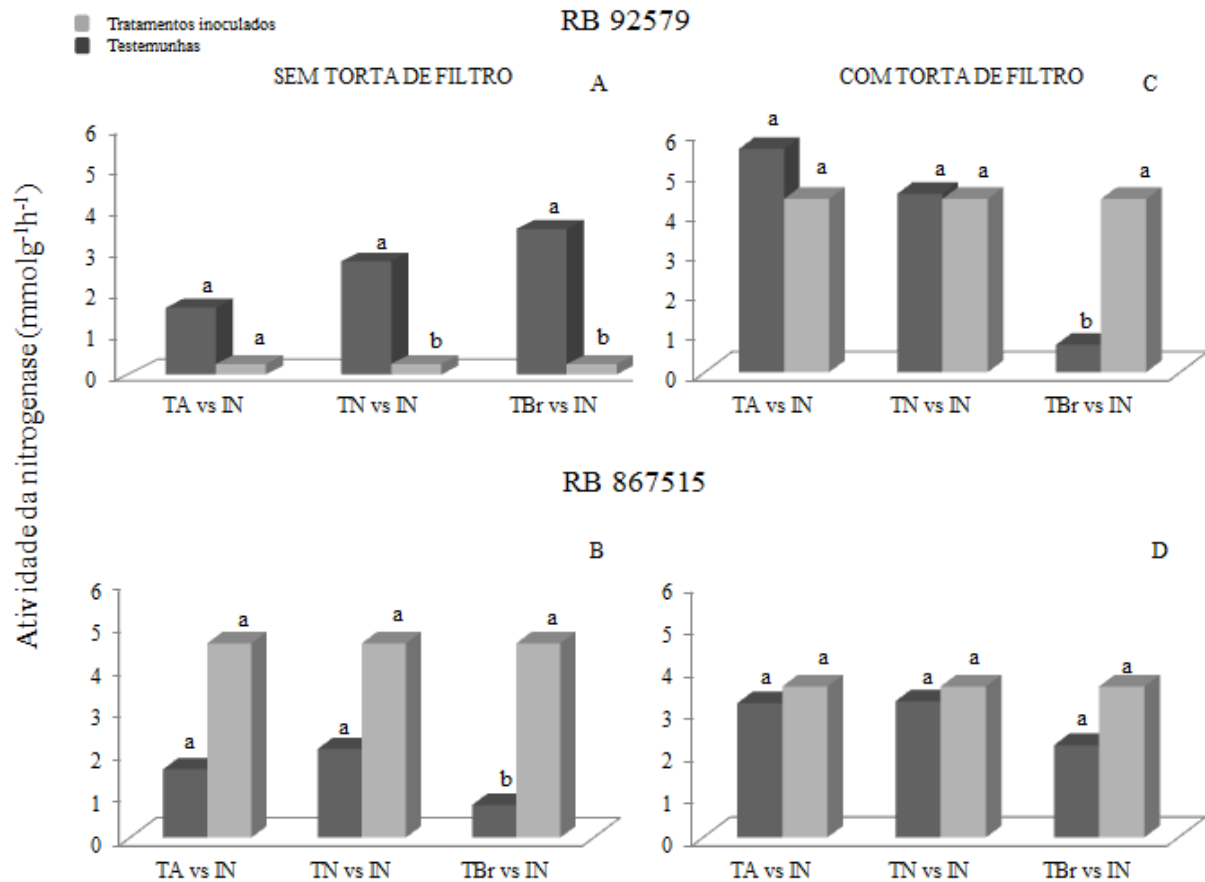 Tratamentos inoculados
Testemunhas
RB 92579
SEM TORTA DE FILTRO
A
COM TORTA DE FILTRO
C
Atividade da nitrogenase (mmolg⁻¹h⁻¹)
6
5
4
3
2
1
0
a
a
a
b
a
b
TA vs IN
TN vs IN
TBr vs IN
6
5
4
3
2
1
0
a
a
a
a
b
a
TA vs IN
TN vs IN
TBr vs IN
RB 867515
B
D
6
5
4
3
2
1
0
a
a
a
a
b
a
TA vs IN
TN vs IN
TBr vs IN
6
5
4
3
2
1
0
a
a
a
a
a
a
TA vs IN
TN vs IN
TBr vs IN